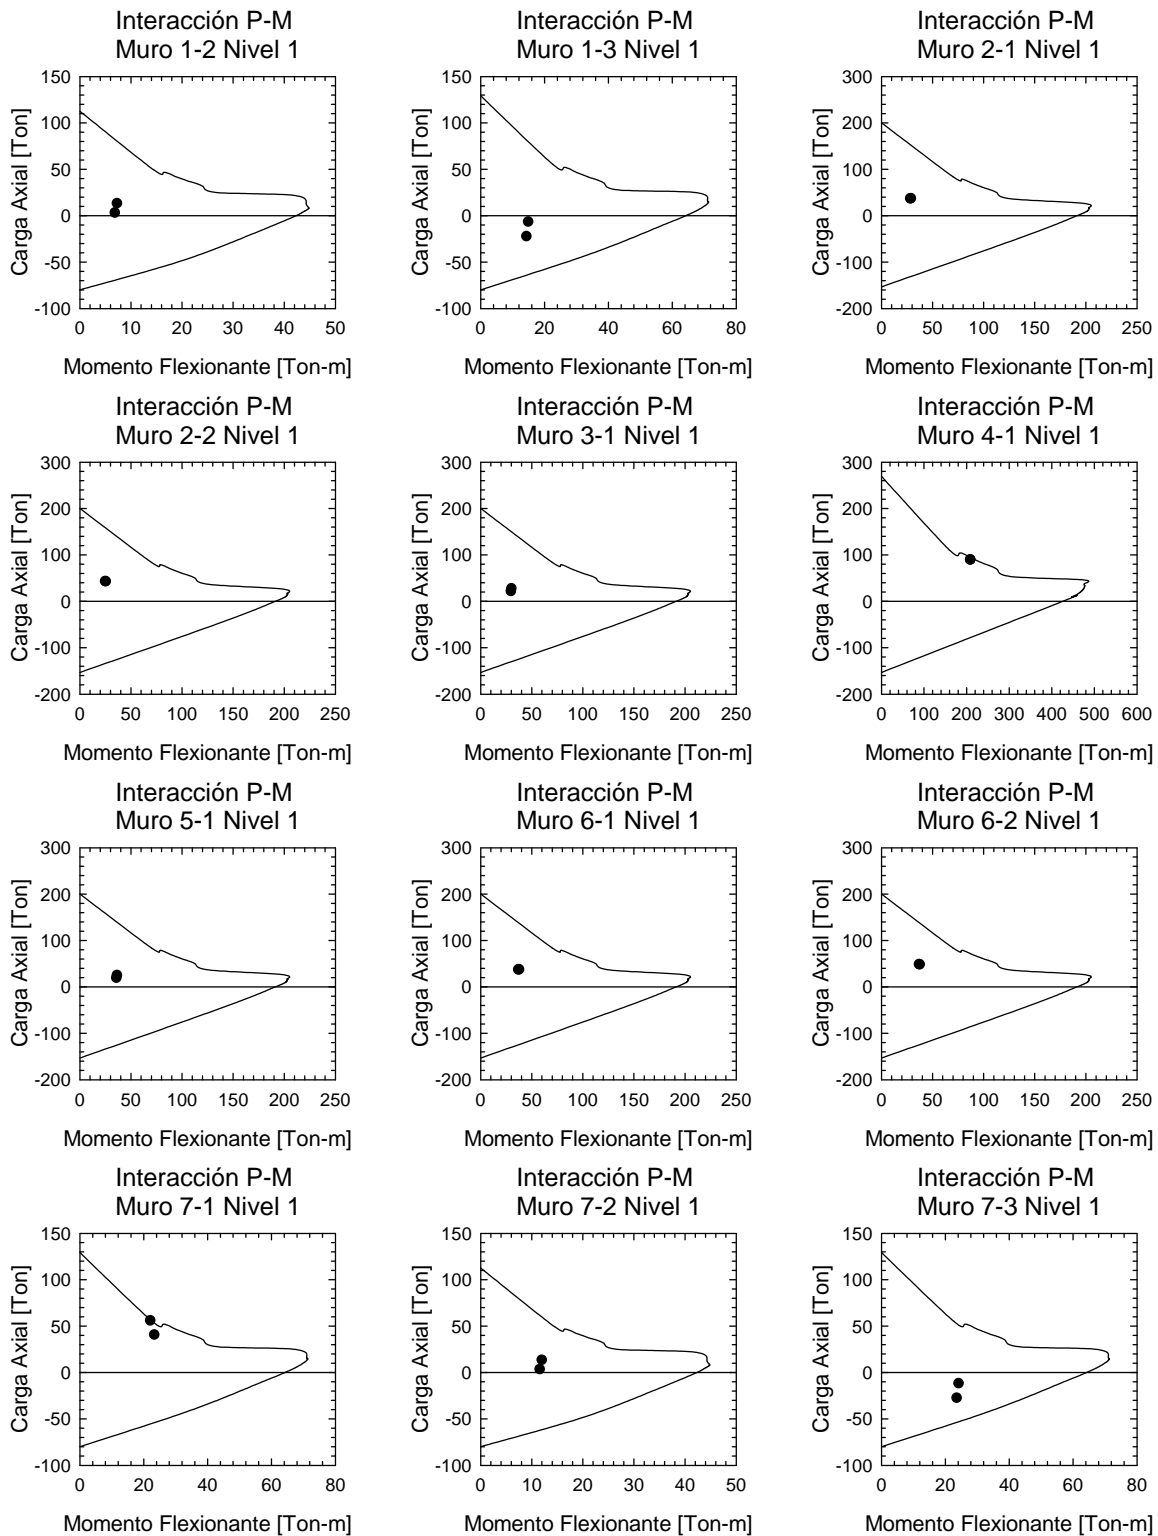 Interacción P-M
Muro 1-2 Nivel 1
150
100
50
0
-50
-100
0 10 20 30 40 50
Carga Axial [Ton]
Momento Flexionante [Ton-m]
Interacción P-M
Muro 1-3 Nivel 1
150
100
50
0
-50
-100
0 20 40 60 80
Carga Axial [Ton]
Momento Flexionante [Ton-m]
Interacción P-M
Muro 2-1 Nivel 1
300
200
100
0
-100
-200
0 50 100 150 200 250
Carga Axial [Ton]
Momento Flexionante [Ton-m]
Interacción P-M
Muro 2-2 Nivel 1
300
200
100
0
-100
-200
0 50 100 150 200 250
Carga Axial [Ton]
Momento Flexionante [Ton-m]
Interacción P-M
Muro 3-1 Nivel 1
300
200
100
0
-100
-200
0 50 100 150 200 250
Carga Axial [Ton]
Momento Flexionante [Ton-m]
Interacción P-M
Muro 4-1 Nivel 1
300
200
100
0
-100
-200
0 100 200 300 400 500 600
Carga Axial [Ton]
Momento Flexionante [Ton-m]
Interacción P-M
Muro 5-1 Nivel 1
300
200
100
0
-100
-200
0 50 100 150 200 250
Carga Axial [Ton]
Momento Flexionante [Ton-m]
Interacción P-M
Muro 6-1 Nivel 1
300
200
100
0
-100
-200
0 50 100 150 200 250
Carga Axial [Ton]
Momento Flexionante [Ton-m]
Interacción P-M
Muro 6-2 Nivel 1
300
200
100
0
-100
-200
0 50 100 150 200 250
Carga Axial [Ton]
Momento Flexionante [Ton-m]
Interacción P-M
Muro 7-1 Nivel 1
150
100
50
0
-50
-100
0 20 40 60 80
Carga Axial [Ton]
Momento Flexionante [Ton-m]
Interacción P-M
Muro 7-2 Nivel 1
150
100
50
0
-50
-100
0 10 20 30 40 50
Carga Axial [Ton]
Momento Flexionante [Ton-m]
Interacción P-M
Muro 7-3 Nivel 1
150
100
50
0
-50
-100
0 20 40 60 80
Carga Axial [Ton]
Momento Flexionante [Ton-m]